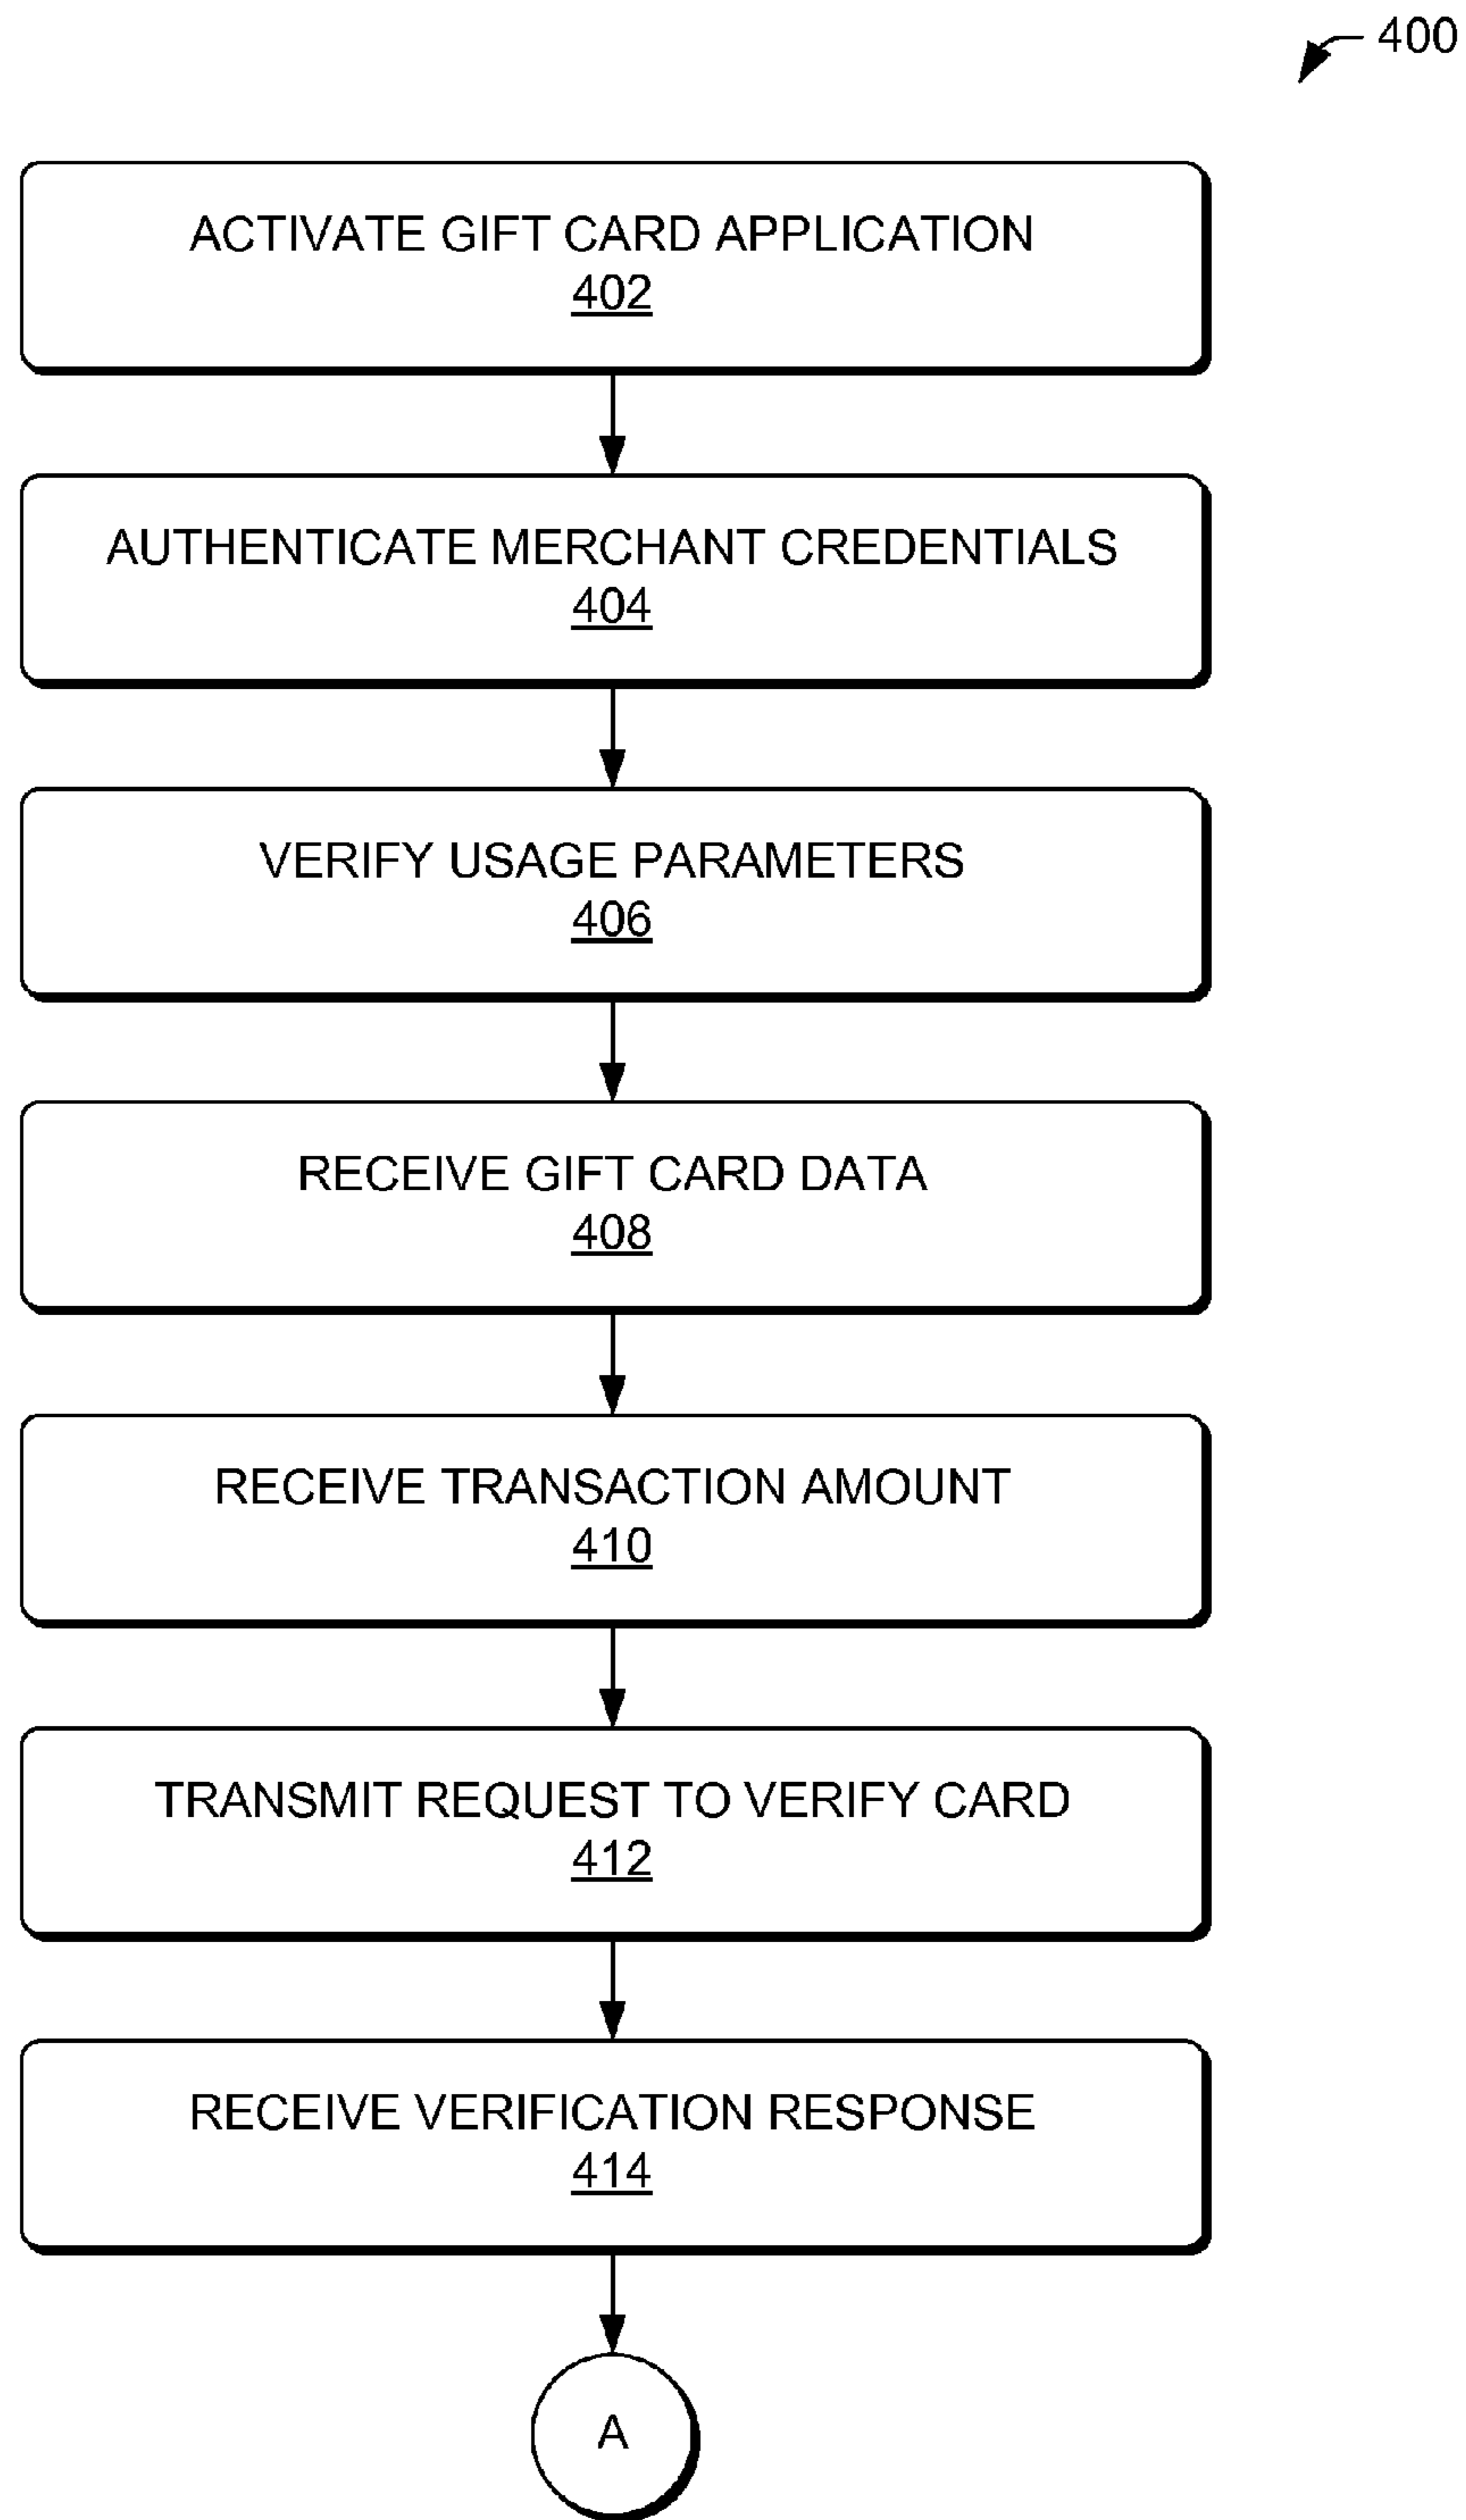 400
ACTIVATE GIFT CARD APPLICATION
402
AUTHENTICATE MERCHANT CREDENTIALS
404
VERIFY USAGE PARAMETERS
406
RECEIVE GIFT CARD DATA
408
RECEIVE TRANSACTION AMOUNT
410
TRANSMIT REQUEST TO VERIFY CARD
412
RECEIVE VERIFICATION RESPONSE
414
A